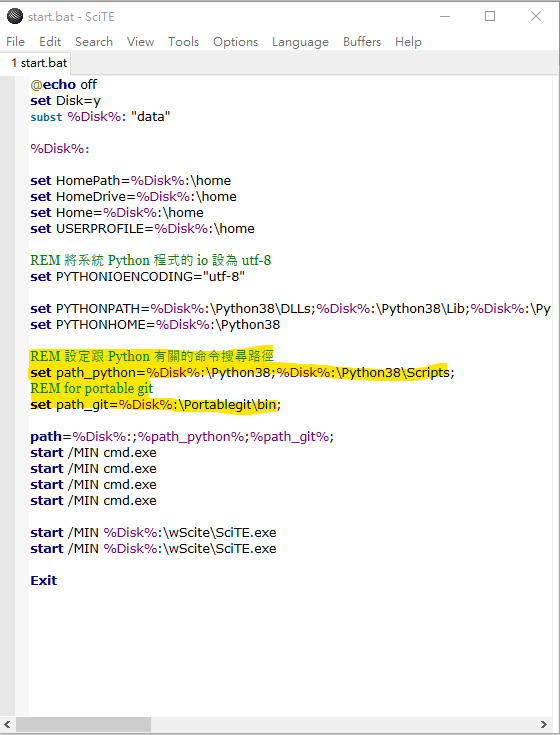 start.bat - SciTE
File Edit Search View Tools Options Language Buffers Help
1 start.bat
@echo off
set Disk=y
subst %Disk%: "data"
%Disk%:
set HomePath=%Disk%:\home
set HomeDrive=%Disk%:\home
set Home=%Disk%:\home
set USERPROFILE=%Disk%:\home
REM 將系統 Python 程式的 io 設為 utf-8
set PYTHONIOENCODING="utf-8"
set PYTHONPATH=%Disk%:\Python38\DLLs;%Disk%:\Python38\Lib;%Disk%:\Py
set PYTHONHOME=%Disk%:\Python38
REM 設定跟 Python 有關的命令搜尋路徑
set path_python=%Disk%:\Python38;%Disk%:\Python38\Scripts;
REM for portable git
set path_git=%Disk%:\Portablegit\bin;
path=%Disk%:;%path_python%;%path_git%;
start /MIN cmd.exe
start /MIN cmd.exe
start /MIN cmd.exe
start /MIN cmd.exe
start /MIN %Disk%:\wScite\SciTE.exe
start /MIN %Disk%:\wScite\SciTE.exe
Exit